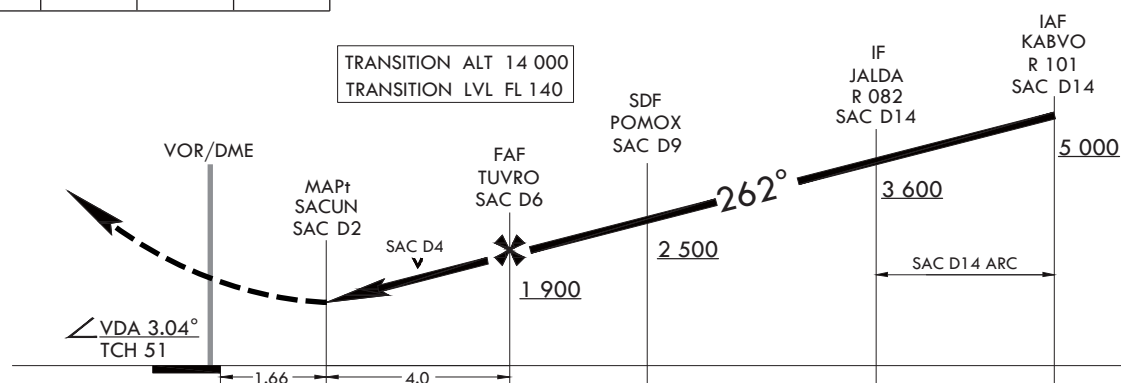 TRANSITION ALT 14 000
TRANSITION LVL FL 140
VOR/DME
MAPt
SACUN
SAC D2
SAC D4
FAF
TUVRO
SAC D6
1 900
SDF
POMOX
SAC D9
2 500
262°
IF
JALDA
R 082
SAC D14
3 600
IAF
KABVO
R 101
SAC D14
5 000
SAC D14 ARC
VDA 3.04°
TCH 51
1.66
4.0